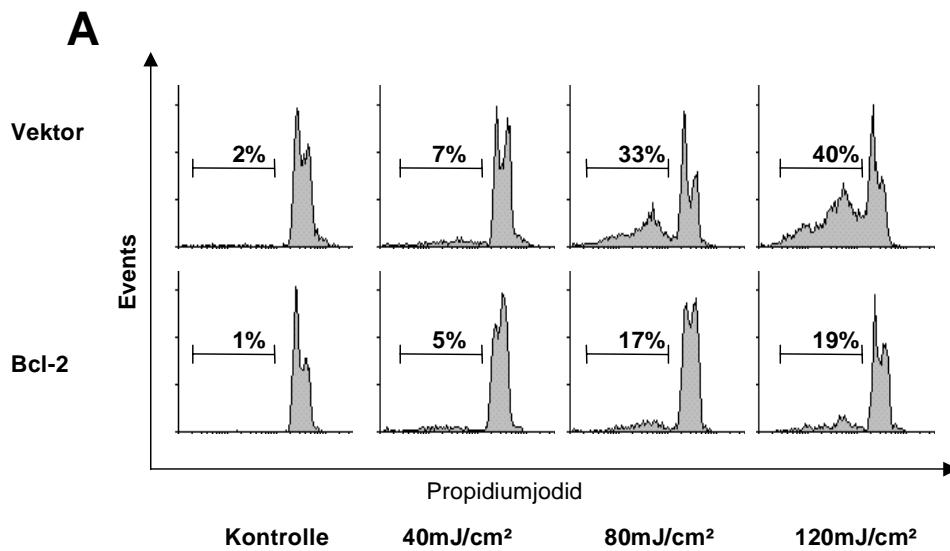 A
Vektor
2% 7% 33% 40%
Events
Bcl-2
1% 5% 17% 19%
Propidiumjodid
Kontrolle 40mJ/cm² 80mJ/cm² 120mJ/cm²